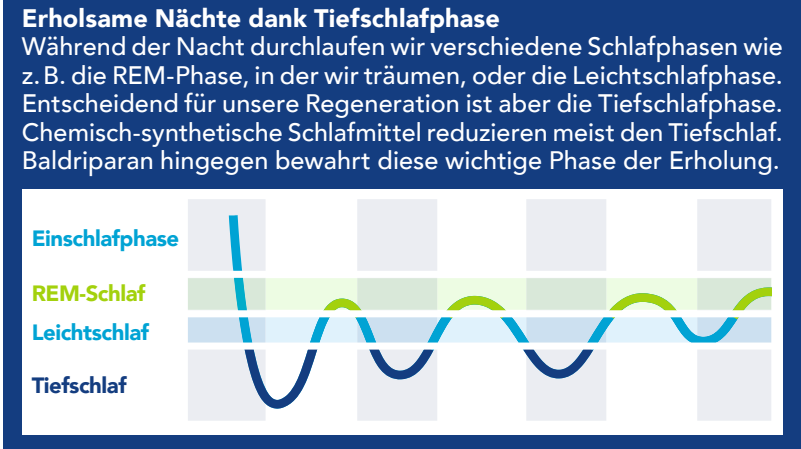 Erholsame Nächte dank Tiefschlafphase
Während der Nacht durchlaufen wir verschiedene Schlafphasen wie
z. B. die REM-Phase, in der wir träumen, oder die Leichtschlafphase.
Entscheidend für unsere Regeneration ist aber die Tiefschlafphase.
Chemisch-synthetische Schlafmittel reduzieren meist den Tiefschlaf.
Baldriparan hingegen bewahrt diese wichtige Phase der Erholung.
Einschlafphase
REM-Schlaf
Leichtschlaf
Tiefschlaf